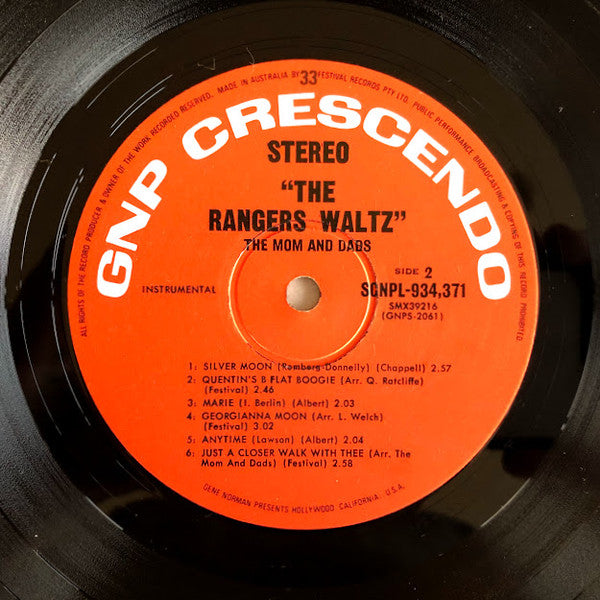 ALL RIGHTS OF THE RECORD PRODUCER & OWNER OF THE WORK RECORDED RESERVED. MADE IN AUSTRALIA BY FESTIVAL RECORDS PTY LTD. PUBLIC PERFORMANCE BROADCASTING & COPYING OF THIS RECORD PROHIBITED
33
GNP CRESCENDO
STEREO
"THE
RANGERS WALTZ"
THE MOM AND DADS
SIDE 2
INSTRUMENTAL
SGNPL-934,371
SMX39216
(GNPS-2061)
1: SILVER MOON (Romberg-Donnelly) (Chappell) 2.57
2: QUENTIN'S B FLAT BOOGIE (Arr. Q. Ratcliffe)
(Festival) 2.46
3: MARIE (I. Berlin) (Albert) 2.03
4: GEORGIANNA MOON (Arr. L. Welch)
(Festival) 3.02
5: ANYTIME (Lawson) (Albert) 2.04
6: JUST A CLOSER WALK WITH THEE (Arr. The
Mom And Dads) (Festival) 2.58
GENE NORMAN PRESENTS HOLLYWOOD CALIFORNIA. U.S.A.